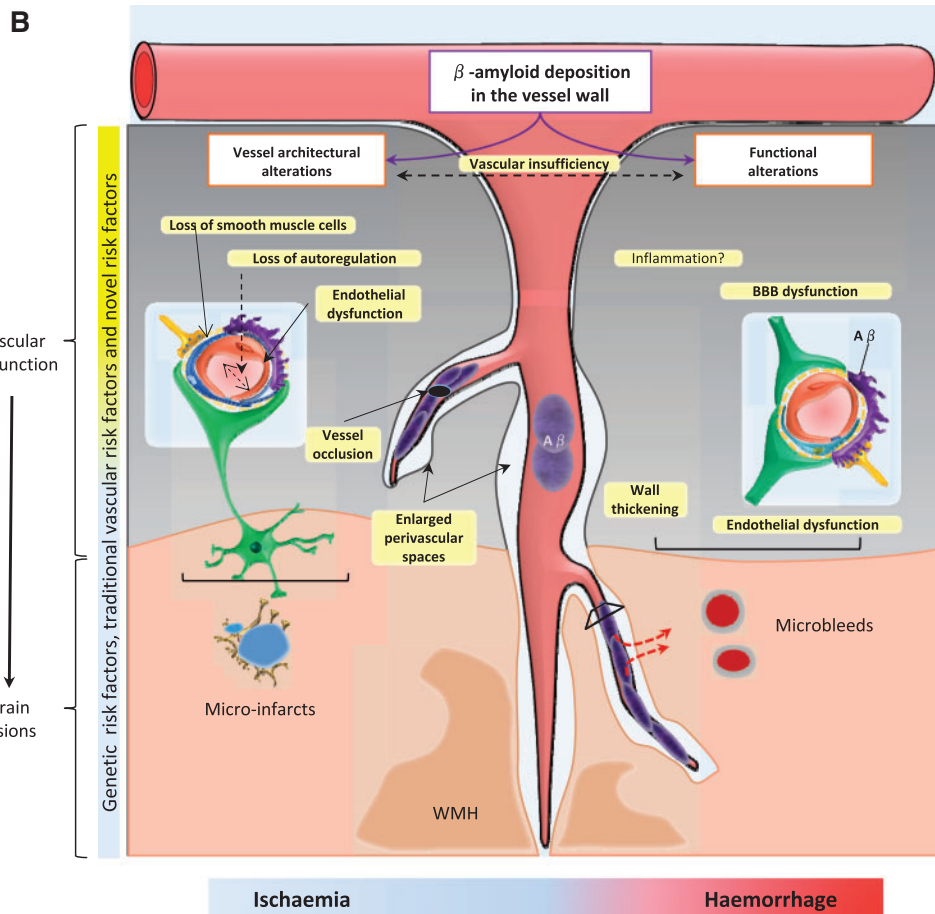 B
β-amyloid deposition
in the vessel wall
Vessel architectural
alterations
Vascular insufficiency
Functional
alterations
Loss of smooth muscle cells
Loss of autoregulation
Endothelial
dysfunction
Inflammation?
BBB dysfunction
A β
Vessel
occlusion
A β
Enlarged
perivascular
spaces
Wall
thickening
Endothelial dysfunction
Genetic risk factors, traditional vascular risk factors and novel risk factors
scular
unction
rain
sions
Micro-infarcts
Microbleeds
WMH
Ischaemia
Haemorrhage